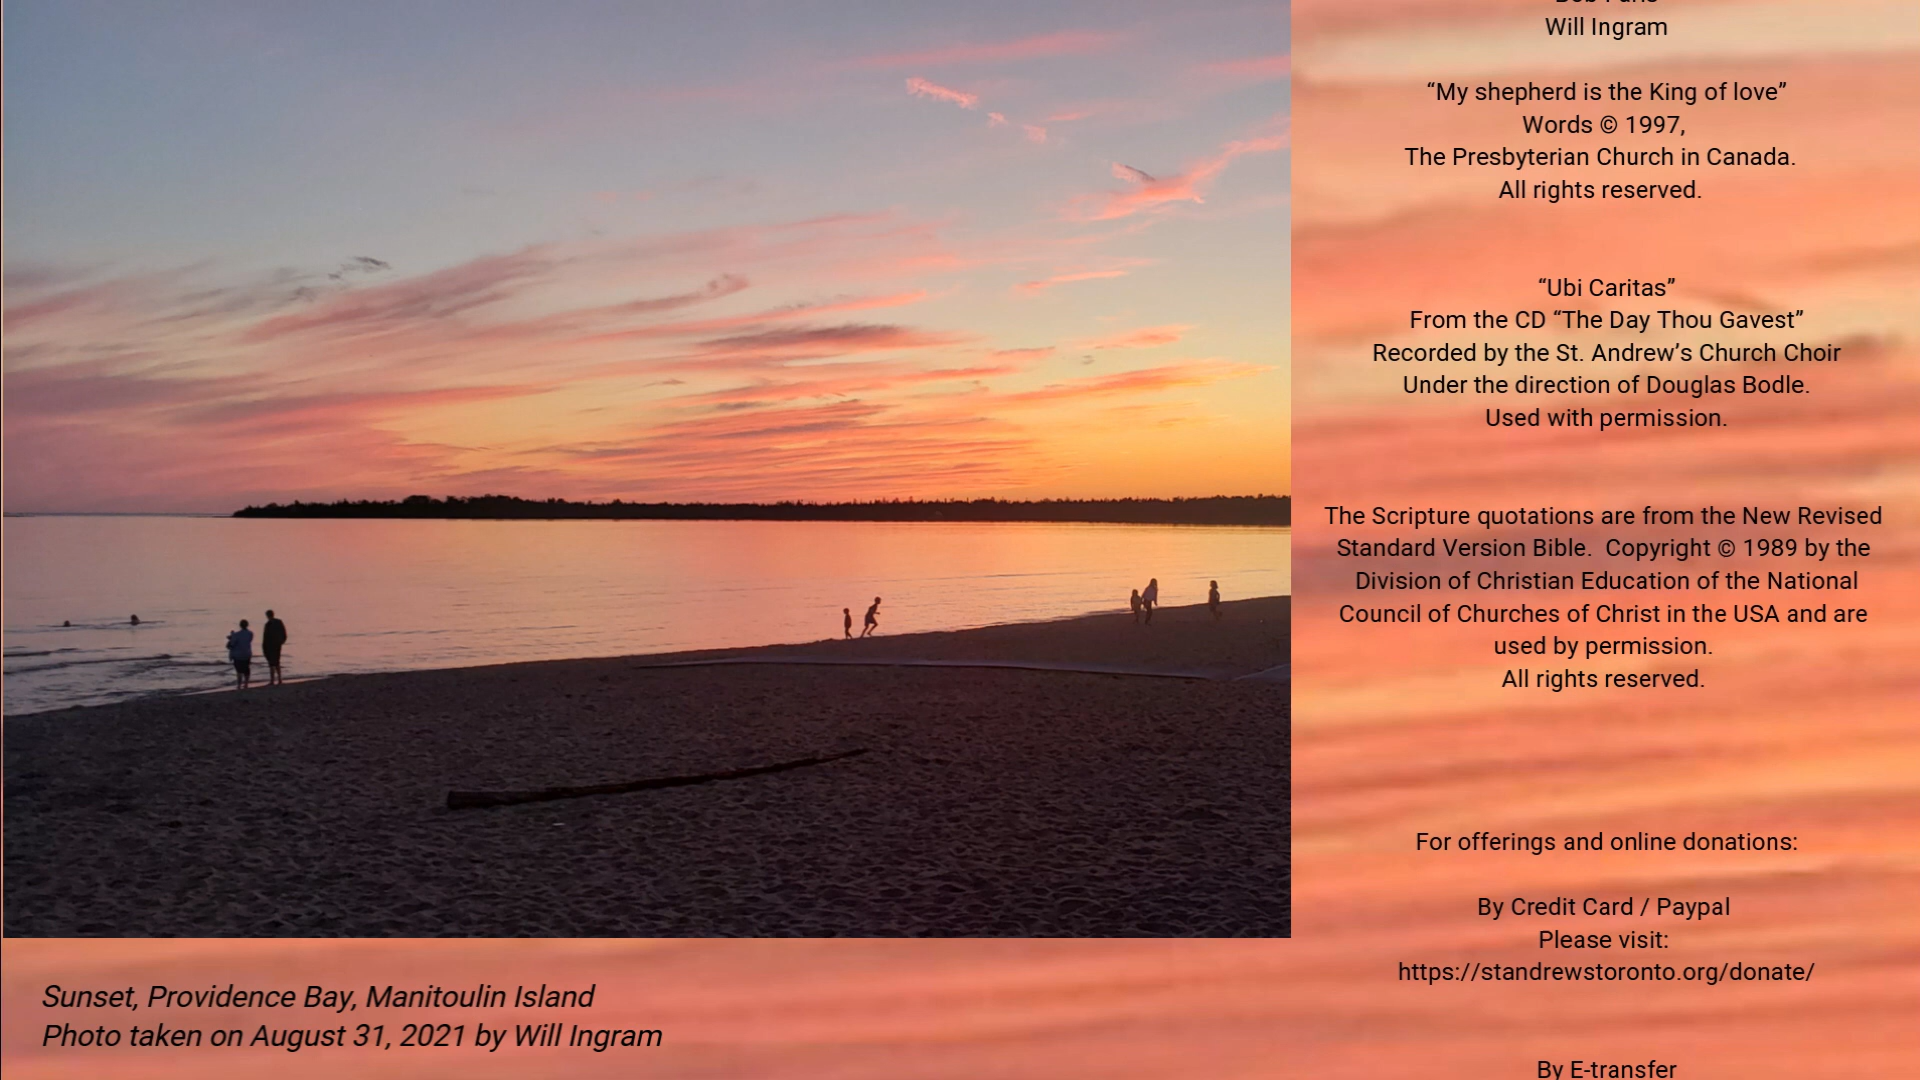 Will Ingram
“My shepherd is the King of love”
Words © 1997,
The Presbyterian Church in Canada.
All rights reserved.
“Ubi Caritas”
From the CD “The Day Thou Gavest”
Recorded by the St. Andrew’s Church Choir
Under the direction of Douglas Bodle.
Used with permission.
The Scripture quotations are from the New Revised
Standard Version Bible.  Copyright © 1989 by the
Division of Christian Education of the National
Council of Churches of Christ in the USA and are
used by permission.
All rights reserved.
For offerings and online donations:
By Credit Card / Paypal
Please visit:
https://standrewstoronto.org/donate/
By E-transfer
Sunset, Providence Bay, Manitoulin Island
Photo taken on August 31, 2021 by Will Ingram